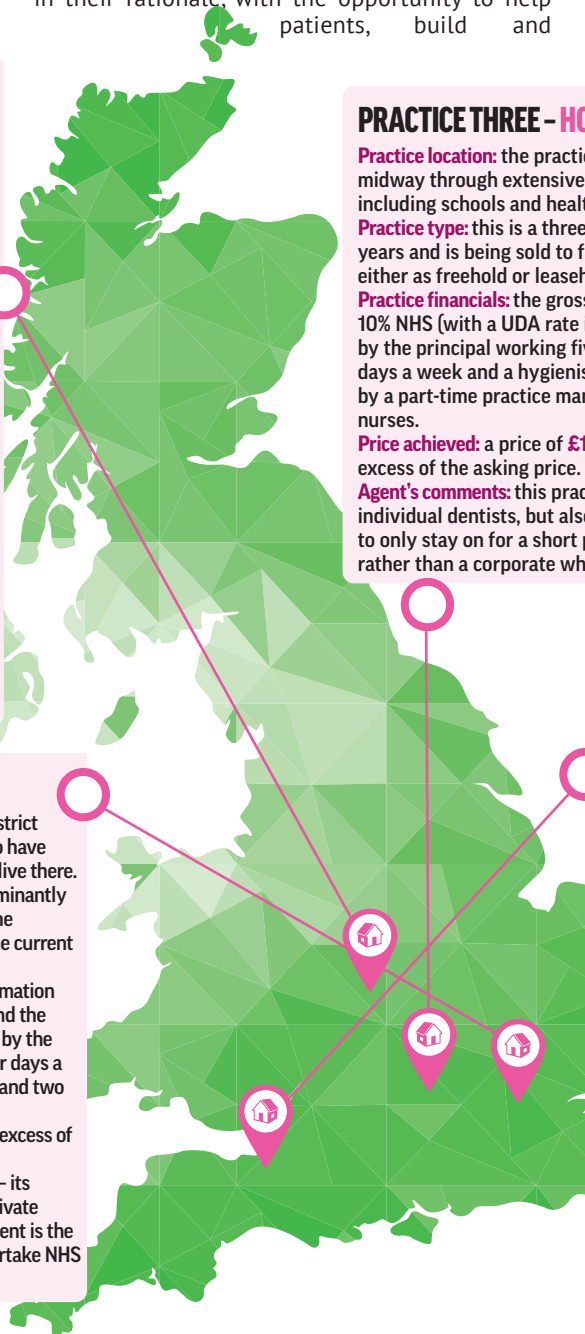 in their rationale, with the opportunity to help
patients, build and
PRACTICE THREE – HO
Practice location: the practic
midway through extensive
including schools and healt
Practice type: this is a three
years and is being sold to f
either as freehold or leaseh
Practice financials: the gross
10% NHS (with a UDA rate i
by the principal working fiv
days a week and a hygienis
by a part-time practice man
nurses.
Price achieved: a price of £1
excess of the asking price.
Agent's comments: this prac
individual dentists, but also
to only stay on for a short p
rather than a corporate wh
strict
o have
live there.
minantly
ne
he current
mation
nd the
by the
r days a
and two
excess of
– its
ivate
ent is the
rtake NHS